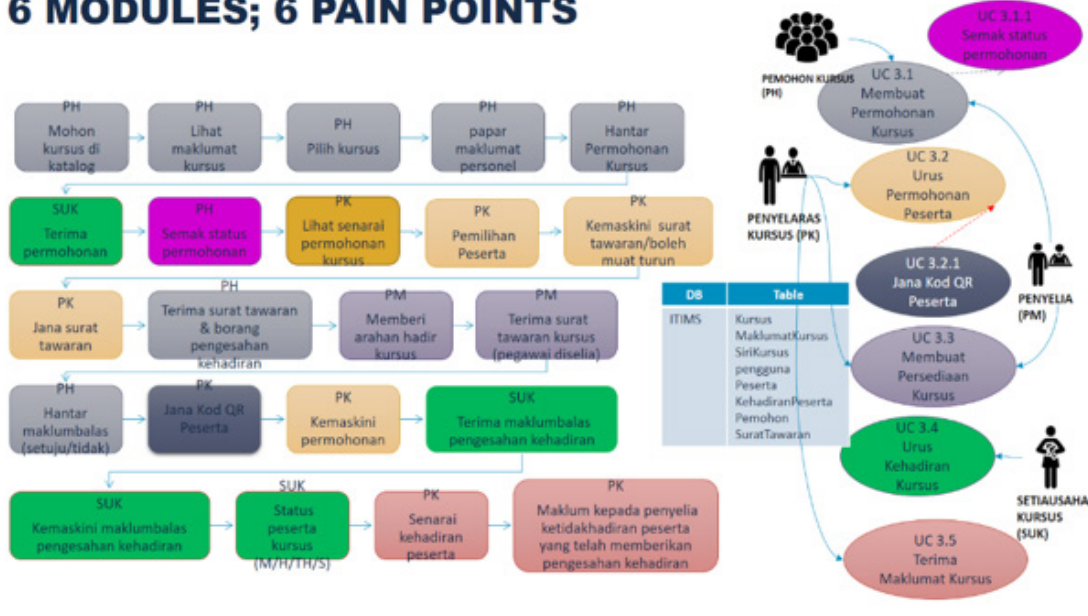 6 MODULES; 6 PAIN POINTS
PH
Mohon
kursus di
katalog
PH
Lihat
maklumat
kursus
PH
Pilih kursus
PH
papar
maklumat
personel
PH
Hantar
Permohonan
Kursus
SUK
Terima
permohonan
PH
Semak status
permohonan
PK
Lihat senarai
permohonan
kursus
PK
Pemilihan
Peserta
PK
Kemaskini surat
tawaran/boleh
muat turun
PK
Jana surat
tawaran
PH
Terima surat tawaran
& borang
pengesahan
kehadiran
PM
Memberi
arahan hadir
kursus
PM
Terima surat
tawaran kursus
(pegawai diselia)
PH
Hantar
maklumbalas
(setuju/tidak)
PK
Jana Kod QR
Peserta
PK
Kemaskini
permohonan
SUK
Terima maklumbalas
pengesahan kehadiran
SUK
Kemaskini maklumbalas
pengesahan kehadiran
SUK
Status
peserta
kursus
(M/H/TH/S)
PK
Senarai
kehadiran
peserta
PK
Maklum kepada penyelia
ketidakhadiran peserta
yang telah memberikan
pengesahan kehadiran
DB
Table
ITIMS
Kursus
MaklumatKursus
SiriKursus
pengguna
Peserta
KehadiranPeserta
Pemohon
SuratTawaran
PEMOHON KURSUS
(PH)
PENYELARAS
KURSUS (PK)
PENYELIA
(PM)
SETIAUSAHA
KURSUS
(SUK)
UC 3.1.1
Semak status
permohonan
UC 3.1
Membuat
Permohonan
Kursus
UC 3.2
Urus
Permohonan
Peserta
UC 3.2.1
Jana Kod QR
Peserta
UC 3.3
Membuat
Persediaan
Kursus
UC 3.4
Urus
Kehadiran
Kursus
UC 3.5
Terima
Maklumat Kursus